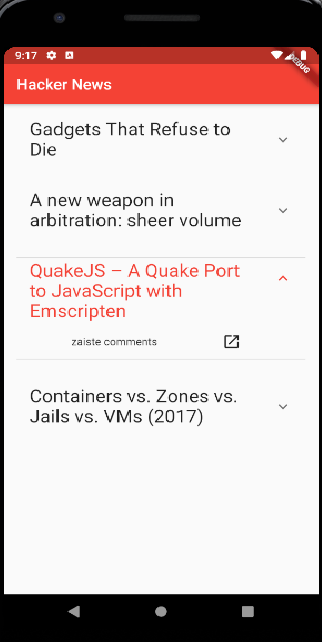 9:17
DEBUG
Hacker News
Gadgets That Refuse to
Die
A new weapon in
arbitration: sheer volume
QuakeJS – A Quake Port
to JavaScript with
Emscripten
zaiste comments
Containers vs. Zones vs.
Jails vs. VMs (2017)